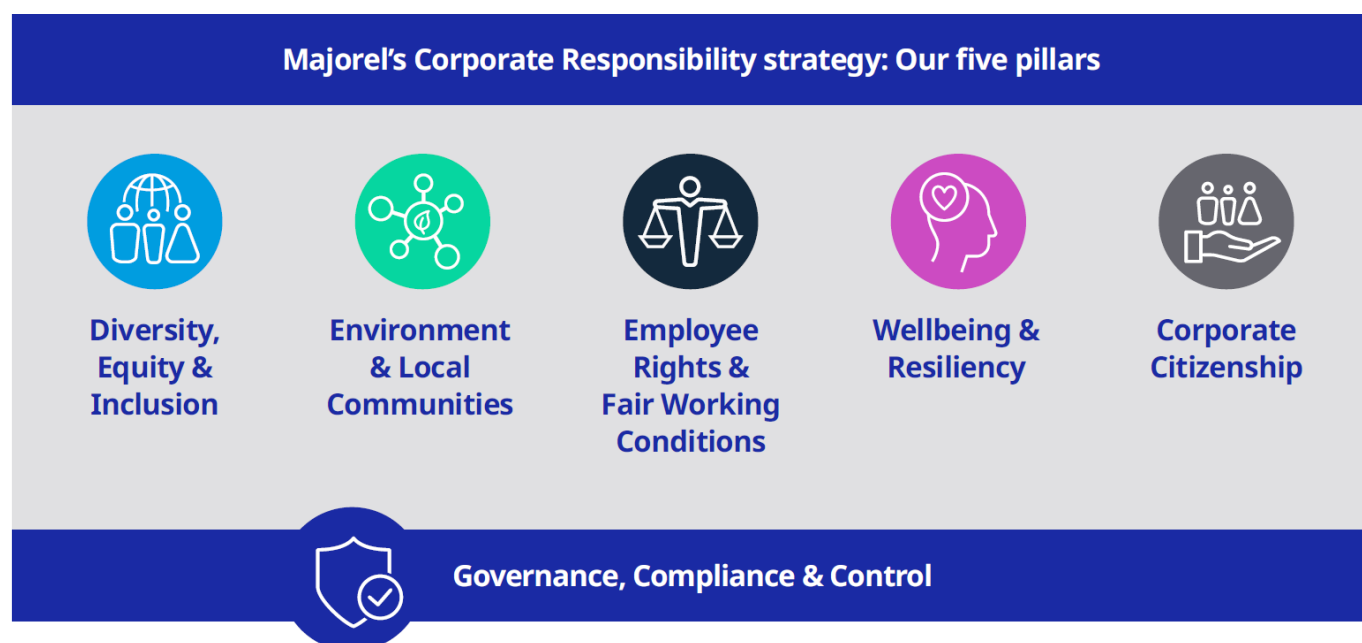 Majorel’s Corporate Responsibility strategy: Our five pillars
Diversity,
Equity &
Inclusion
Environment
& Local
Communities
Employee
Rights &
Fair Working
Conditions
Wellbeing &
Resiliency
Corporate
Citizenship
Governance, Compliance & Control